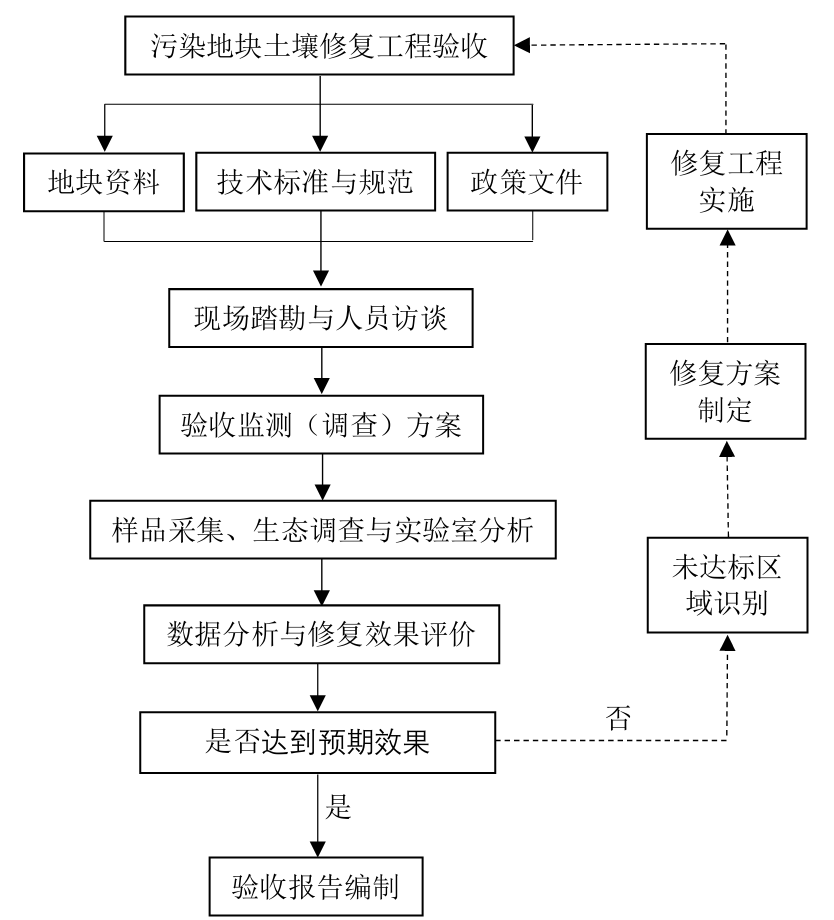 污染地块土壤修复工程验收
地块资料
技术标准与规范
政策文件
现场踏勘与人员访谈
验收监测（调查）方案
样品采集、生态调查与实验室分析
数据分析与修复效果评价
是否达到预期效果
是
验收报告编制
否
未达标区
域识别
修复方案
制定
修复工程
实施